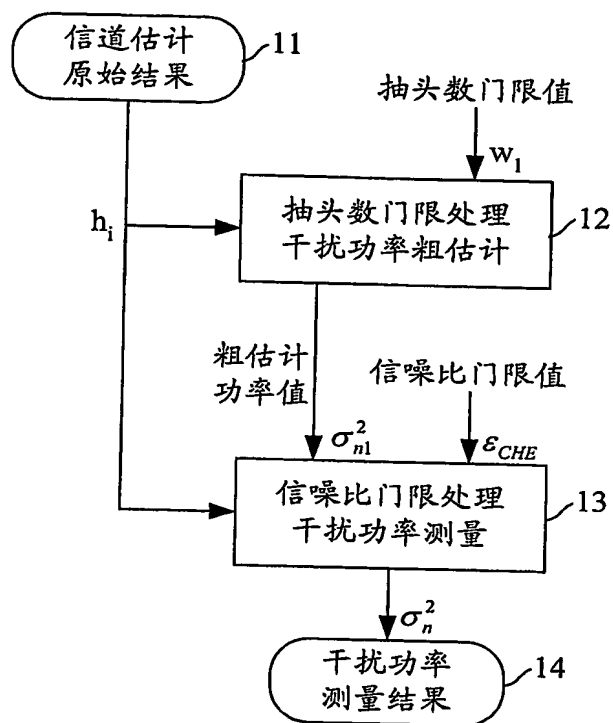 信道估计
原始结果
11
抽头数门限值
w₁
hᵢ
抽头数门限处理
干扰功率粗估计
12
粗估计
功率值
信噪比门限值
σ²ₙ₁
ε_CHE
信噪比门限处理
干扰功率测量
13
σ²ₙ
干扰功率
测量结果
14